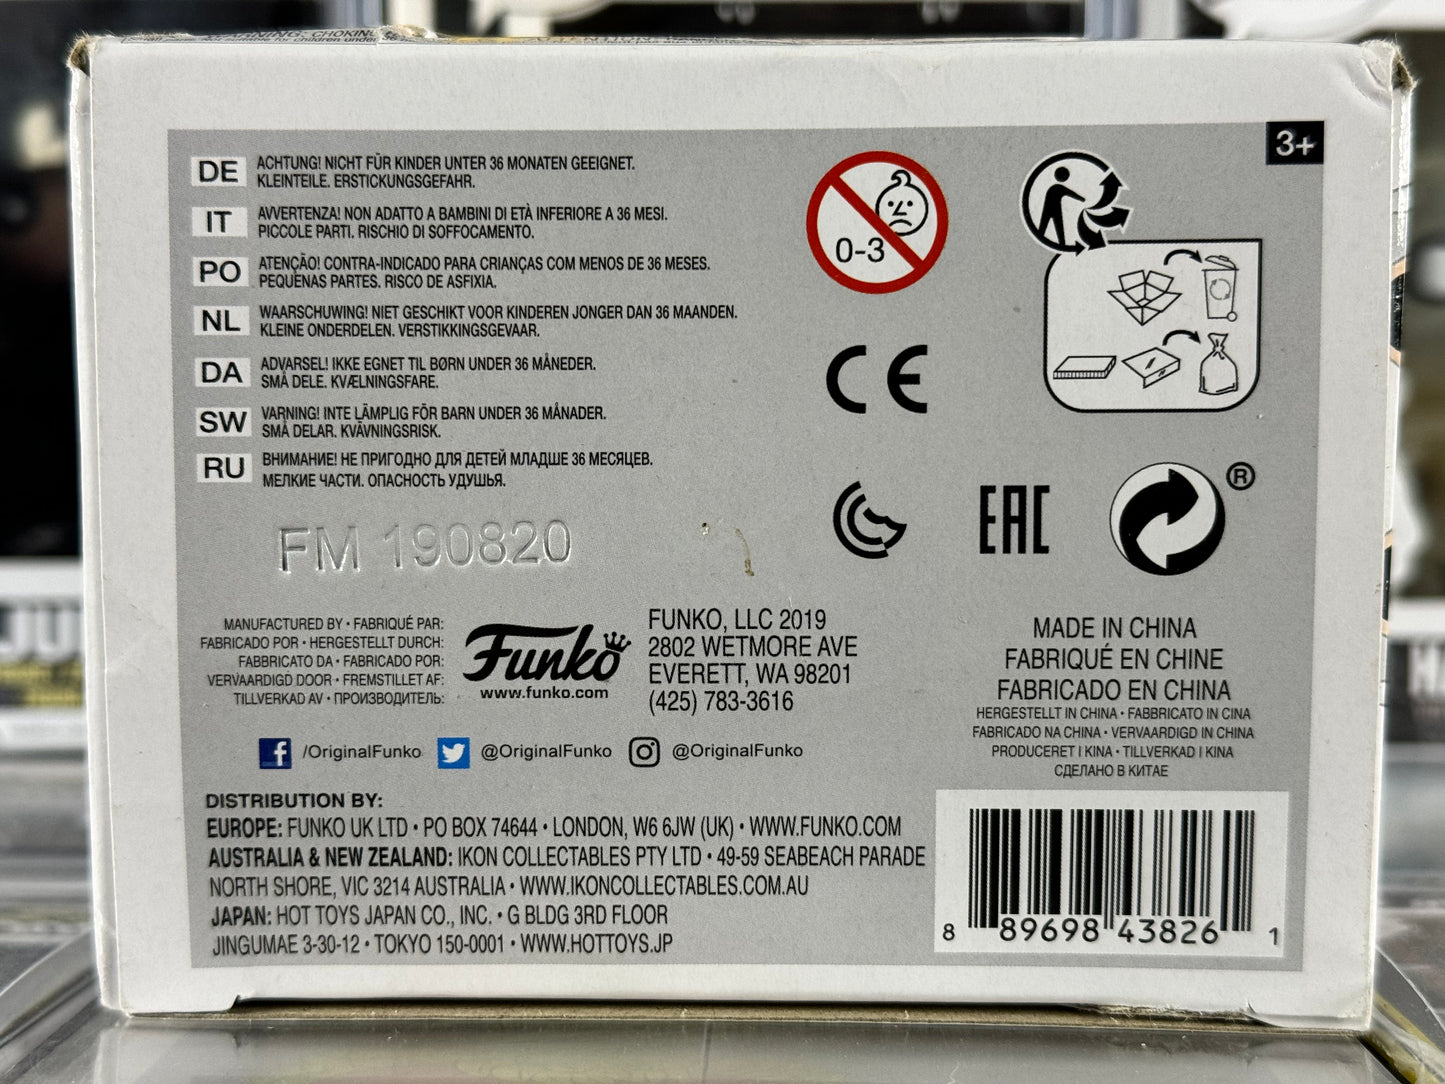 WARNING: CHOKING
3+
DE ACHTUNG! NICHT FÜR KINDER UNTER 36 MONATEN GEEIGNET.
KLEINTEILE. ERSTICKUNGSGEFAHR.
IT AVVERTENZA! NON ADATTO A BAMBINI DI ETÀ INFERIORE A 36 MESI.
PICCOLE PARTI. RISCHIO DI SOFFOCAMENTO.
PO ATENÇÃO! CONTRA-INDICADO PARA CRIANÇAS COM MENOS DE 36 MESES.
PEQUENAS PARTES. RISCO DE ASFIXIA.
NL WAARSCHUWING! NIET GESCHIKT VOOR KINDEREN JONGER DAN 36 MAANDEN.
KLEINE ONDERDELEN. VERSTIKKINGSGEVAAR.
DA ADVARSEL! IKKE EGNET TIL BØRN UNDER 36 MÅNEDER.
SMÅ DELE. KVÆLNINGSFARE.
SW VARNING! INTE LÄMPLIG FÖR BARN UNDER 36 MÅNADER.
SMÅ DELAR. KVÄVNINGSRISK.
RU ВНИМАНИЕ! НЕ ПРИГОДНО ДЛЯ ДЕТЕЙ МЛАДШЕ 36 МЕСЯЦЕВ.
МЕЛКИЕ ЧАСТИ. ОПАСНОСТЬ УДУШЬЯ.
0-3
CE
EAC
®
FM 190820
MANUFACTURED BY • FABRIQUÉ PAR:
FABRICADO POR • HERGESTELLT DURCH:
FABBRICATO DA • FABRICADO POR:
VERVAARDIGD DOOR • FREMSTILLET AF:
TILLVERKAD AV • ПРОИЗВОДИТЕЛЬ:
Funko
www.funko.com
FUNKO, LLC 2019
2802 WETMORE AVE
EVERETT, WA 98201
(425) 783-3616
MADE IN CHINA
FABRIQUÉ EN CHINE
FABRICADO EN CHINA
HERGESTELLT IN CHINA • FABBRICATO IN CINA
FABRICADO NA CHINA • VERVAARDIGD IN CHINA
PRODUCERET I KINA • TILLVERKAD I KINA
СДЕЛАНО В КИТАЕ
/OriginalFunko @OriginalFunko @OriginalFunko
DISTRIBUTION BY:
EUROPE: FUNKO UK LTD • PO BOX 74644 • LONDON, W6 6JW (UK) • WWW.FUNKO.COM
AUSTRALIA & NEW ZEALAND: IKON COLLECTABLES PTY LTD • 49-59 SEABEACH PARADE
NORTH SHORE, VIC 3214 AUSTRALIA • WWW.IKONCOLLECTABLES.COM.AU
JAPAN: HOT TOYS JAPAN CO., INC. • G BLDG 3RD FLOOR
JINGUMAE 3-30-12 • TOKYO 150-0001 • WWW.HOTTOYS.JP
8 89698 43826 1